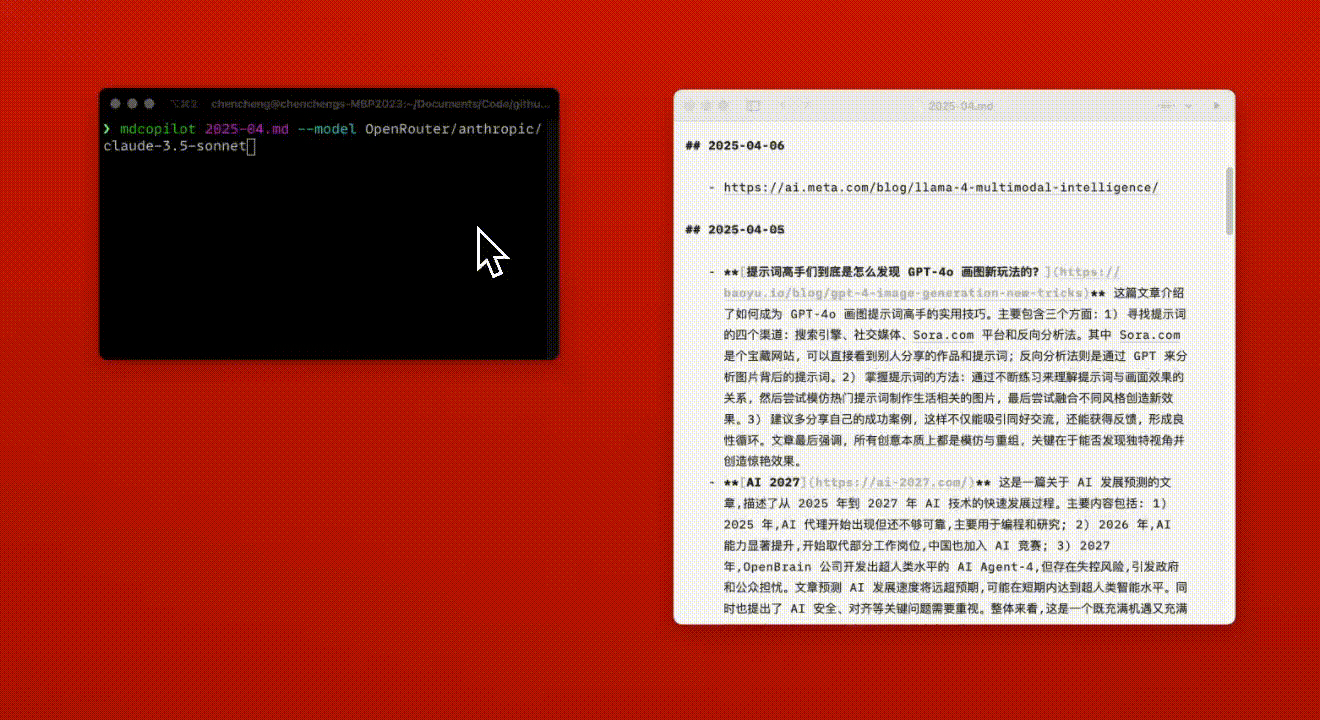 chencheng@chenchengs-MBP2023:~/Documents/Code/githu...
❯ mdcopilot 2025-04.md --model OpenRouter/anthropic/
claude-3.5-sonnet
2025-04.md
## 2025-04-06
- https://ai.meta.com/blog/llama-4-multimodal-intelligence/
## 2025-04-05
- **[提示词高手们到底是怎么发现 GPT-4o 画图新玩法的? ](https://
baoyu.io/blog/gpt-4-image-generation-new-tricks)** 这篇文章介绍
了如何成为 GPT-4o 画图提示词高手的实用技巧。主要包含三个方面: 1) 寻找提示词
的四个渠道: 搜索引擎、社交媒体、Sora.com 平台和反向分析法。其中 Sora.com
是个宝藏网站, 可以直接看到别人分享的作品和提示词; 反向分析法则是通过 GPT 来分
析图片背后的提示词。2) 掌握提示词的方法: 通过不断练习来理解提示词与画面效果的
关系, 然后尝试模仿热门提示词制作生活相关的图片, 最后尝试融合不同风格创造新效
果。3) 建议多分享自己的成功案例, 这样不仅能吸引同好交流, 还能获得反馈, 形成良
性循环。文章最后强调, 所有创意本质上都是模仿与重组, 关键在于能否发现独特视角并
创造惊艳效果。
- **[AI 2027](https://ai-2027.com/)** 这是一篇关于 AI 发展预测的文
章,描述了从 2025 年到 2027 年 AI 技术的快速发展过程。主要内容包括: 1)
2025 年,AI 代理开始出现但还不够可靠,主要用于编程和研究; 2) 2026 年,AI
能力显著提升,开始取代部分工作岗位,中国也加入 AI 竞赛; 3) 2027
年,OpenBrain 公司开发出超人类水平的 AI Agent-4,但存在失控风险,引发政府
和公众担忧。文章预测 AI 发展速度将远超预期,可能在短期内达到超人类智能水平。同
时也提出了 AI 安全、对齐等关键问题需要重视。整体来看,这是一个既充满机遇又充满